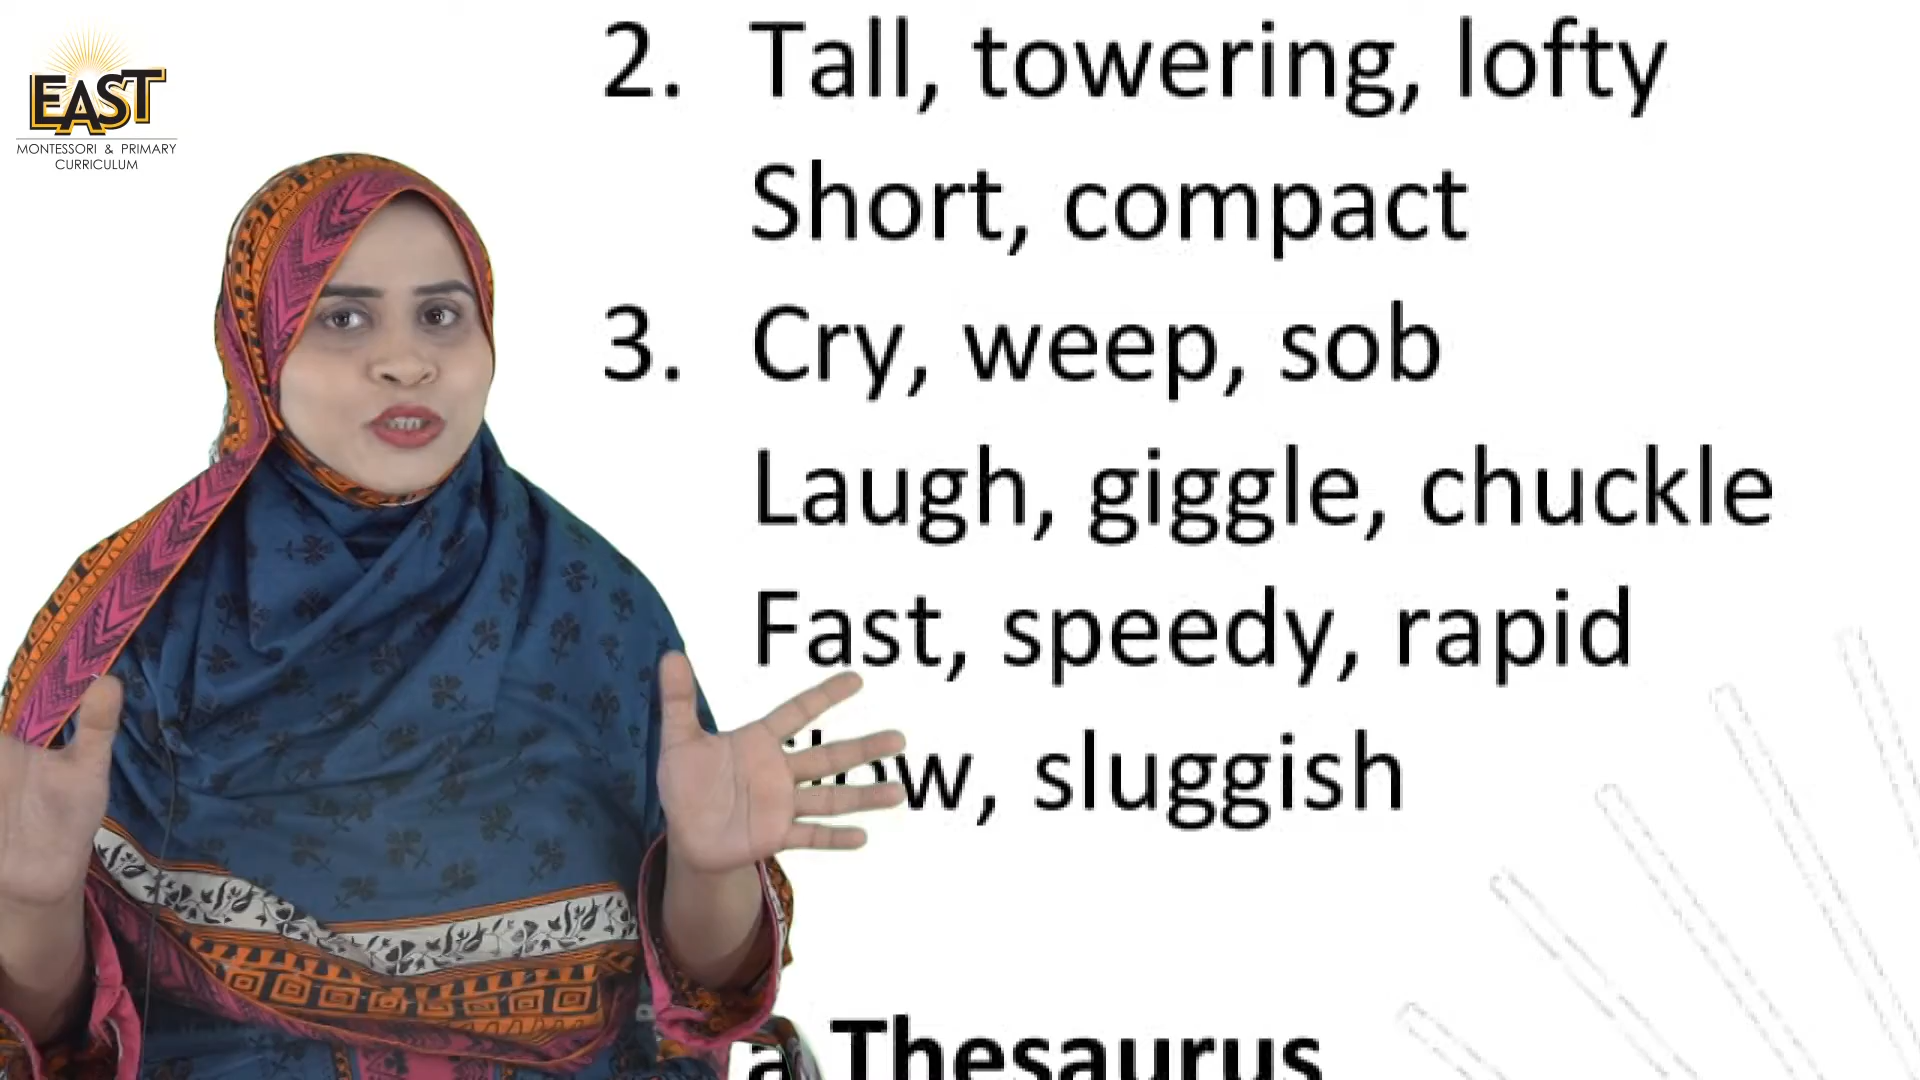 EAST
MONTESSORI & PRIMARY
CURRICULUM
2. Tall, towering, lofty
Short, compact
3. Cry, weep, sob
Laugh, giggle, chuckle
Fast, speedy, rapid
sluggish
a Thesaurus